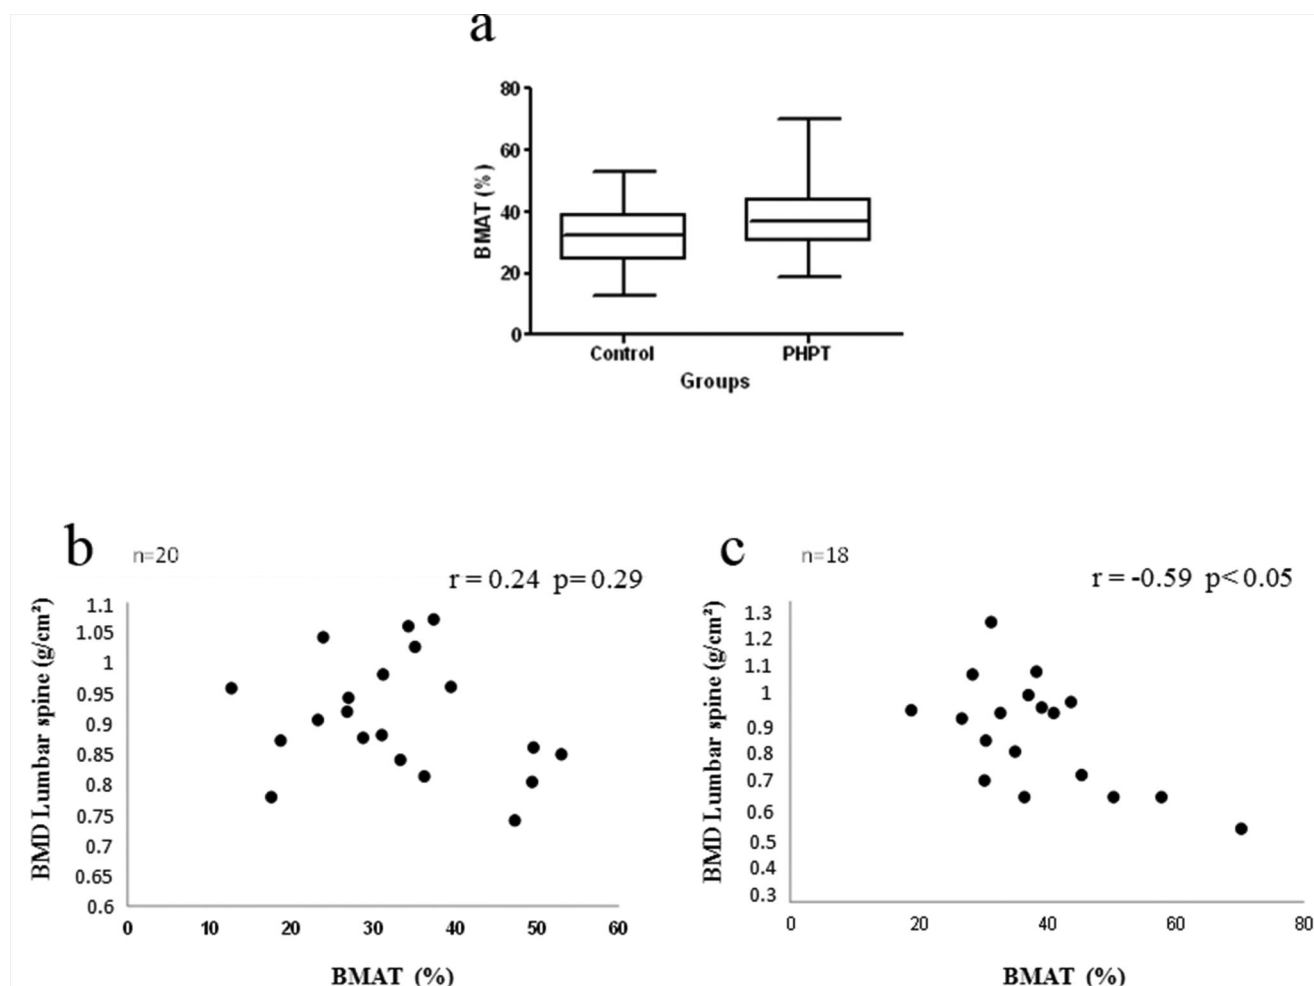 a
80
60
40
20
0
BMAT (%)
Control PHPT
Groups
b
n=20
r = 0.24 p=0.29
BMD Lumbar spine (g/cm²)
1.1
1.05
1
0.95
0.9
0.85
0.8
0.75
0.7
0.65
0.6
0 10 20 30 40 50 60
BMAT (%)
c
n=18
r = -0.59 p<0.05
BMD Lumbar spine (g/cm²)
1.3
1.2
1.1
1
0.9
0.8
0.7
0.6
0.5
0.4
0.3
0 20 40 60 80
BMAT (%)